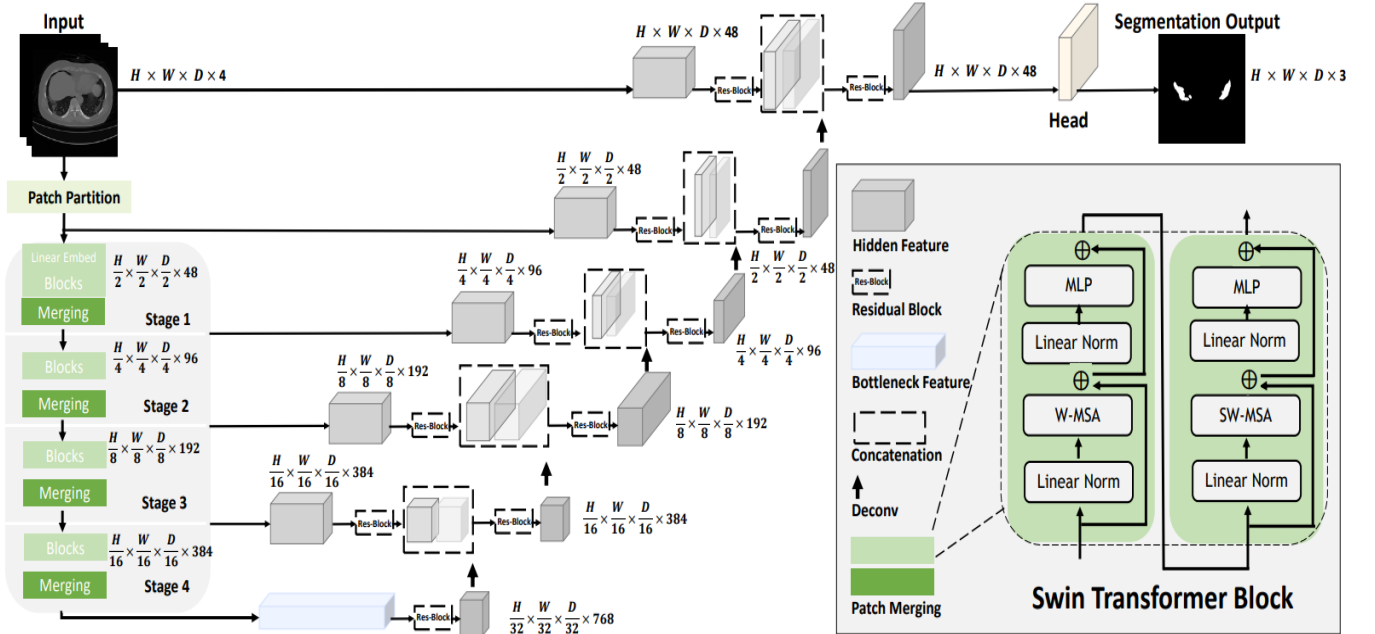 Input
H × W × D × 4
Patch Partition
Linear Embed
Blocks
H/2 × W/2 × D/2 × 48
Merging
Stage 1
Blocks
H/4 × W/4 × D/4 × 96
Merging
Stage 2
Blocks
H/8 × W/8 × D/8 × 192
Merging
Stage 3
Blocks
H/16 × W/16 × D/16 × 384
Merging
Stage 4
H × W × D × 48
Res-Block
Res-Block
H × W × D × 48
Head
Segmentation Output
H × W × D × 3
H/2 × W/2 × D/2 × 48
Res-Block
Res-Block
H/2 × W/2 × D/2 × 48
H/4 × W/4 × D/4 × 96
Res-Block
Res-Block
H/4 × W/4 × D/4 × 96
H/8 × W/8 × D/8 × 192
Res-Block
Res-Block
H/8 × W/8 × D/8 × 192
H/16 × W/16 × D/16 × 384
Res-Block
Res-Block
H/16 × W/16 × D/16 × 384
Res-Block
H/32 × W/32 × D/32 × 768
Hidden Feature
Res-Block
Residual Block
Bottleneck Feature
Concatenation
Deconv
Patch Merging
MLP
Linear Norm
W-MSA
Linear Norm
MLP
Linear Norm
SW-MSA
Linear Norm
Swin Transformer Block